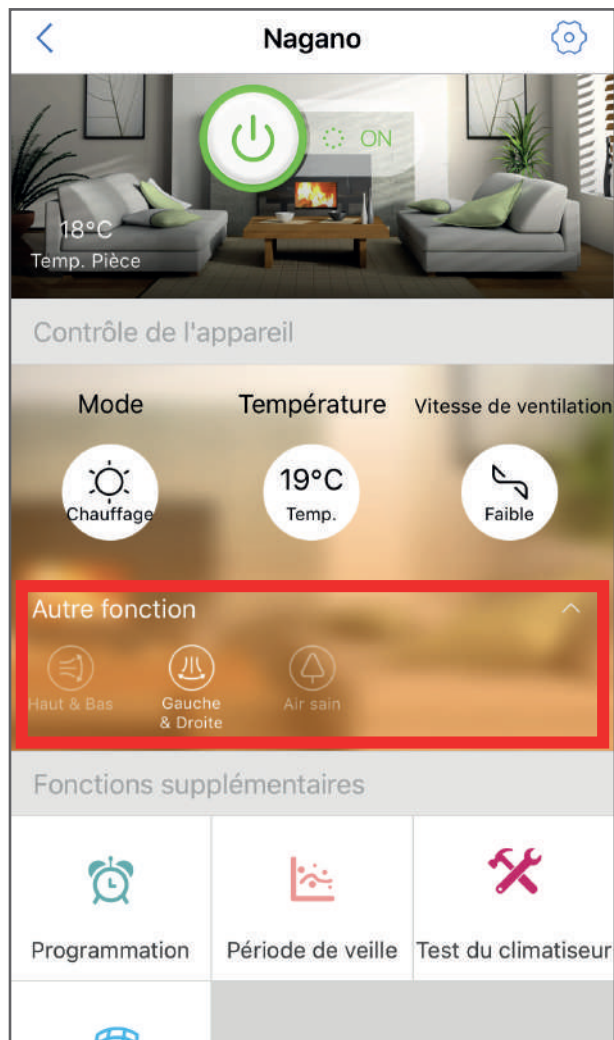 Nagano
ON
18°C
Temp. Pièce
Contrôle de l'appareil
Mode
Température
Vitesse de ventilation
Chauffage
19°C
Temp.
Faible
Autre fonction
Haut & Bas
Gauche
& Droite
Air sain
Fonctions supplémentaires
Programmation
Période de veille
Test du climatiseur